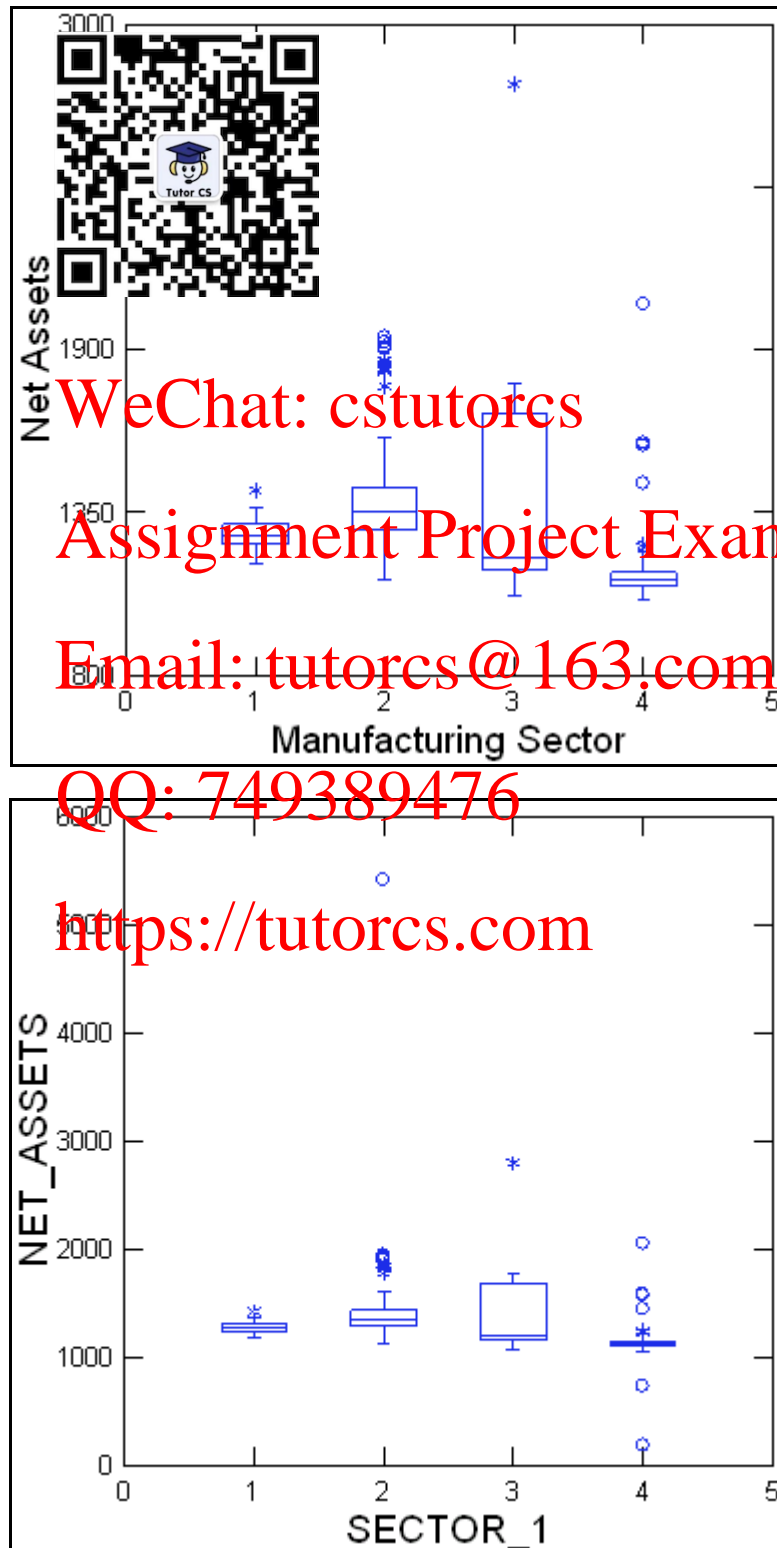 3000
Tutor CS
Net Assets
1900
WeChat: cstutorcs
1350
Assignment Project Exam
Email: tutorcs@163.com
800
0 1 2 3 4 5
Manufacturing Sector
QQ: 749389476
6000
https://tutorcs.com
5000
NET_ASSETS
4000
3000
2000
1000
0
0 1 2 3 4 5
SECTOR_1